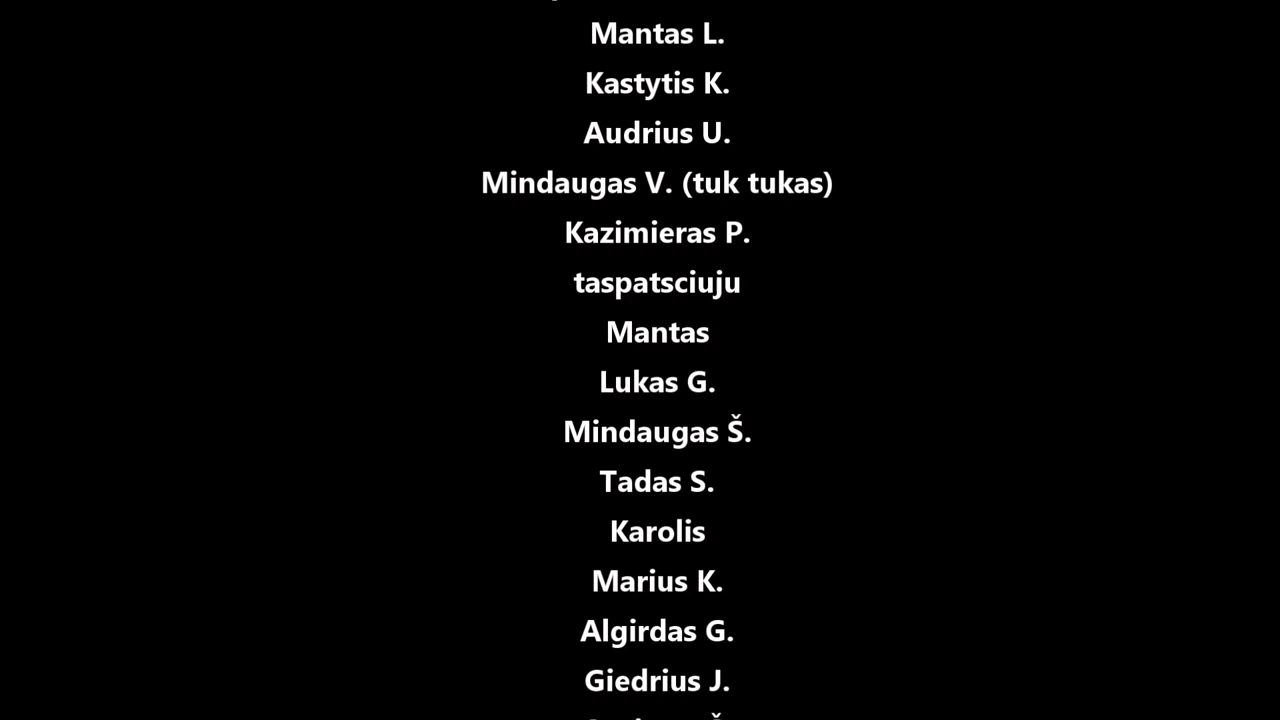 Mantas L.
Kastytis K.
Audrius U.
Mindaugas V. (tuk tukas)
Kazimieras P.
taspatsciuju
Mantas
Lukas G.
Mindaugas Š.
Tadas S.
Karolis
Marius K.
Algirdas G.
Giedrius J.